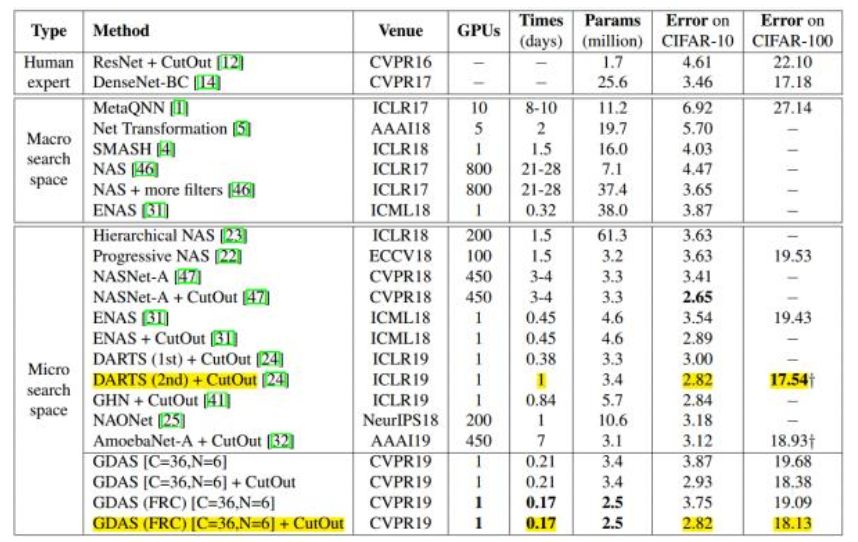 Type Method Venue GPUs Times (days) Params (million) Error on CIFAR-10 Error on CIFAR-100
Human expert
ResNet + CutOut [12] CVPR16 – – 1.7 4.61 22.10
DenseNet-BC [14] CVPR17 – – 25.6 3.46 17.18
Macro search space
MetaQNN [1] ICLR17 10 8-10 11.2 6.92 27.14
Net Transformation [5] AAAI18 5 2 19.7 5.70 –
SMASH [4] ICLR18 1 1.5 16.0 4.03 –
NAS [46] ICLR17 800 21-28 7.1 4.47 –
NAS + more filters [46] ICLR17 800 21-28 37.4 3.65 –
ENAS [31] ICML18 1 0.32 38.0 3.87 –
Micro search space
Hierarchical NAS [23] ICLR18 200 1.5 61.3 3.63 –
Progressive NAS [22] ECCV18 100 1.5 3.2 3.63 19.53
NASNet-A [47] CVPR18 450 3-4 3.3 3.41 –
NASNet-A + CutOut [47] CVPR18 450 3-4 3.3 2.65 –
ENAS [31] ICML18 1 0.45 4.6 3.54 19.43
ENAS + CutOut [31] ICML18 1 0.45 4.6 2.89 –
DARTS (1st) + CutOut [24] ICLR19 1 0.38 3.3 3.00 –
DARTS (2nd) + CutOut [24] ICLR19 1 1 3.4 2.82 17.54†
GHN + CutOut [41] ICLR19 1 0.84 5.7 2.84 –
NAONet [25] NeurIPS18 200 1 10.6 3.18 –
AmoebaNet-A + CutOut [32] AAAI19 450 7 3.1 3.12 18.93†
GDAS [C=36,N=6] CVPR19 1 0.21 3.4 3.87 19.68
GDAS [C=36,N=6] + CutOut CVPR19 1 0.21 3.4 2.93 18.38
GDAS (FRC) [C=36,N=6] CVPR19 1 0.17 2.5 3.75 19.09
GDAS (FRC) [C=36,N=6] + CutOut CVPR19 1 0.17 2.5 2.82 18.13